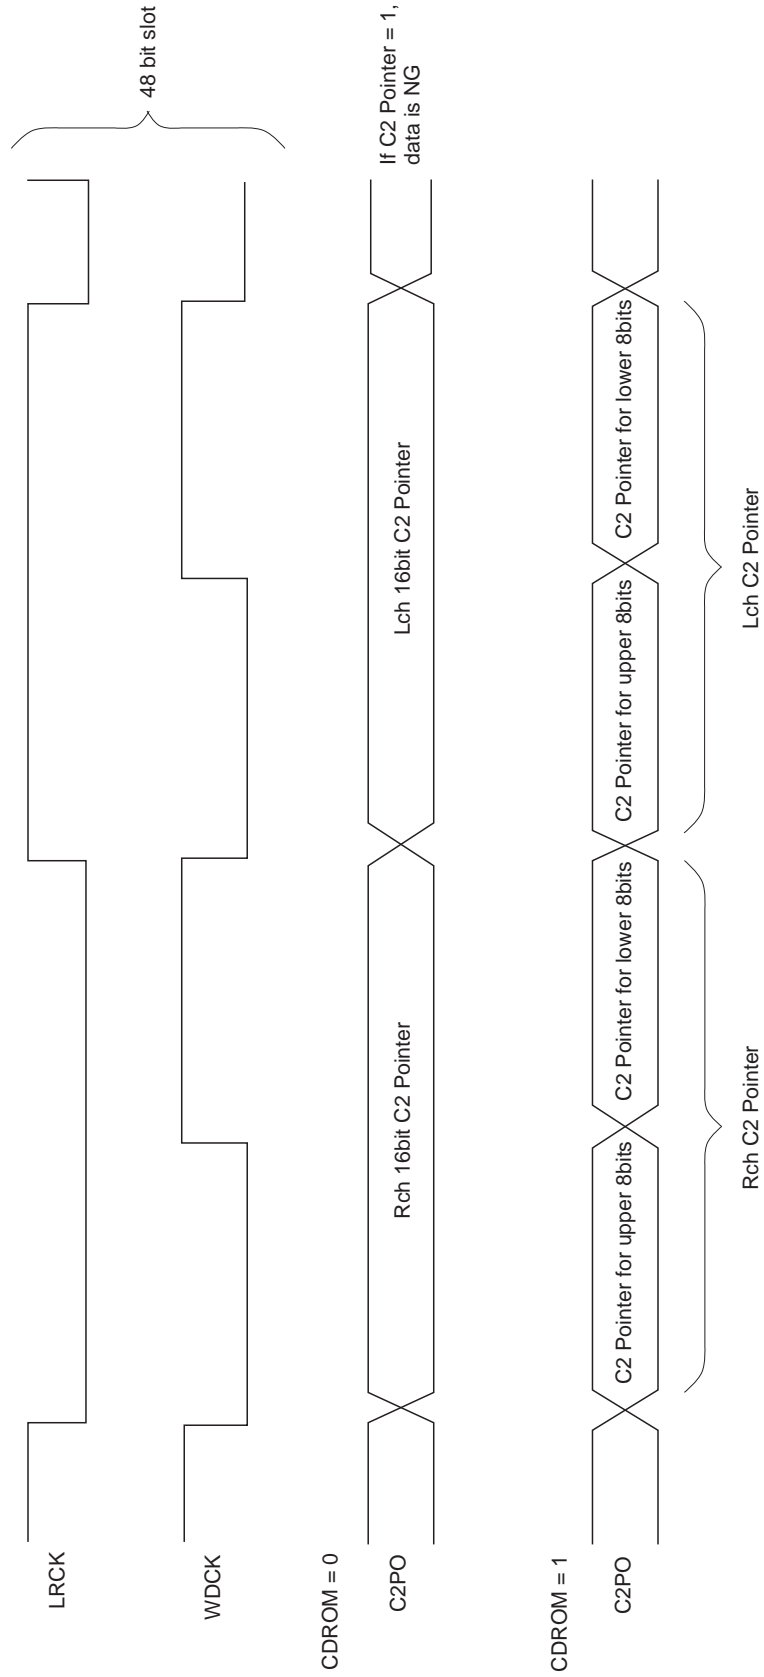 LRCK
48 bit slot
WDCK
CDROM = 0
C2PO
Rch 16bit C2 Pointer
Lch 16bit C2 Pointer
If C2 Pointer = 1,
data is NG
CDROM = 1
C2PO
C2 Pointer for upper 8bits
C2 Pointer for lower 8bits
C2 Pointer for upper 8bits
C2 Pointer for lower 8bits
Rch C2 Pointer
Lch C2 Pointer